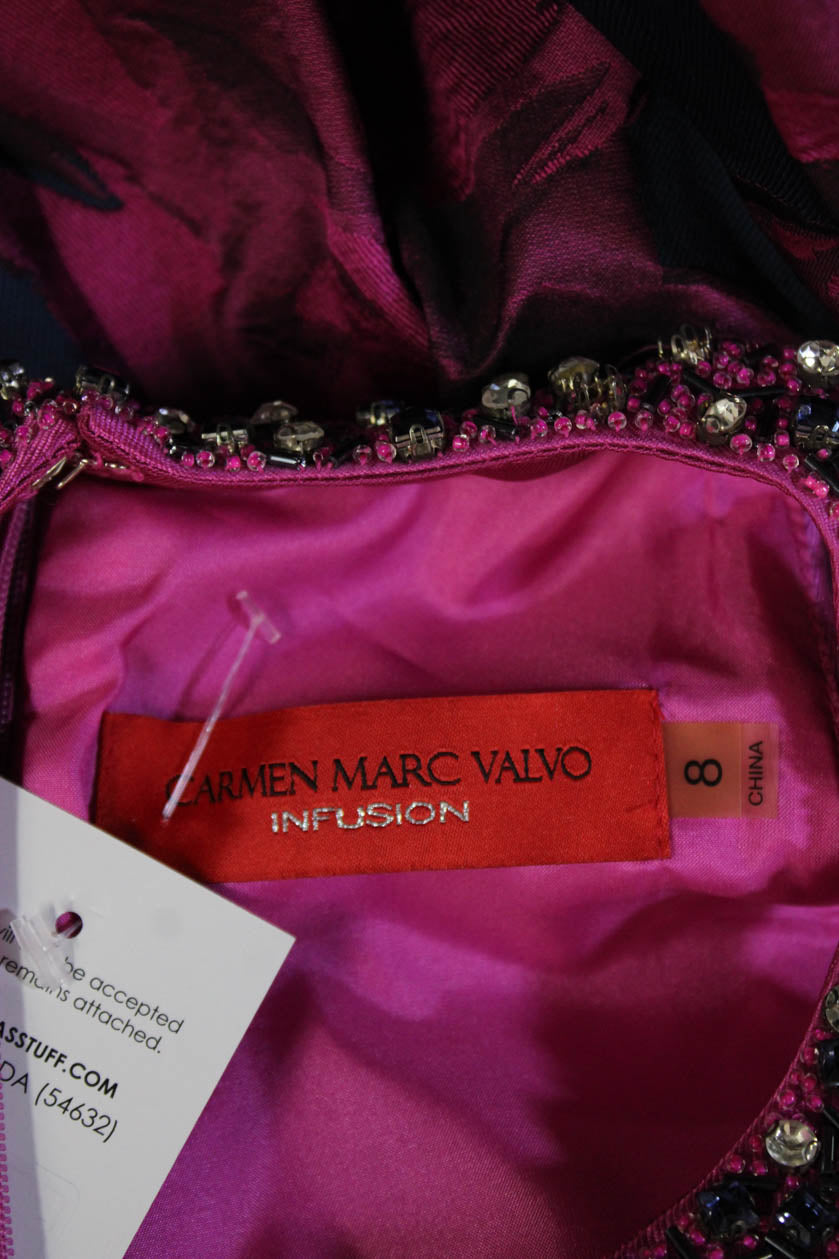 CARMEN MARC VALVO
INFUSION
8
CHINA
be accepted
remains attached.
ASSTUFF.COM
DA (54632)